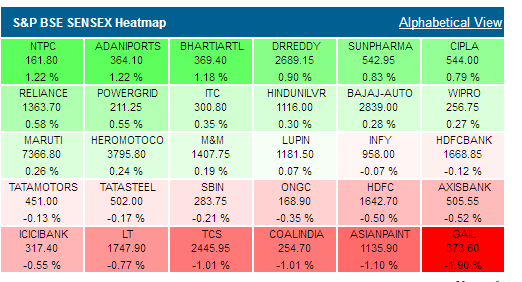 S&P BSE SENSEX Heatmap Alphabetical View
NTPC ADANIPORTS BHARTIARTL DRREDDY SUNPHARMA CIPLA
161.80 364.10 369.40 2689.15 542.95 544.00
1.22 % 1.22 % 1.18 % 0.90 % 0.83 % 0.79 %
RELIANCE POWERGRID ITC HINDUNILVR BAJAJ-AUTO WIPRO
1363.70 211.25 300.80 1116.00 2839.00 256.75
0.58 % 0.55 % 0.35 % 0.30 % 0.28 % 0.27 %
MARUTI HEROMOTOCO M&M LUPIN INFY HDFCBANK
7366.80 3795.80 1407.75 1181.50 958.00 1668.85
0.26 % 0.24 % 0.19 % 0.07 % -0.07 % -0.12 %
TATAMOTORS TATASTEEL SBIN ONGC HDFC AXISBANK
451.00 502.00 283.75 168.90 1642.70 505.55
-0.13 % -0.17 % -0.21 % -0.35 % -0.50 % -0.52 %
ICICIBANK LT TCS COALINDIA ASIANPAINT GAIL
317.40 1747.90 2445.95 254.70 1135.90 373.60
-0.55 % -0.77 % -1.01 % -1.01 % -1.10 % -1.90 %